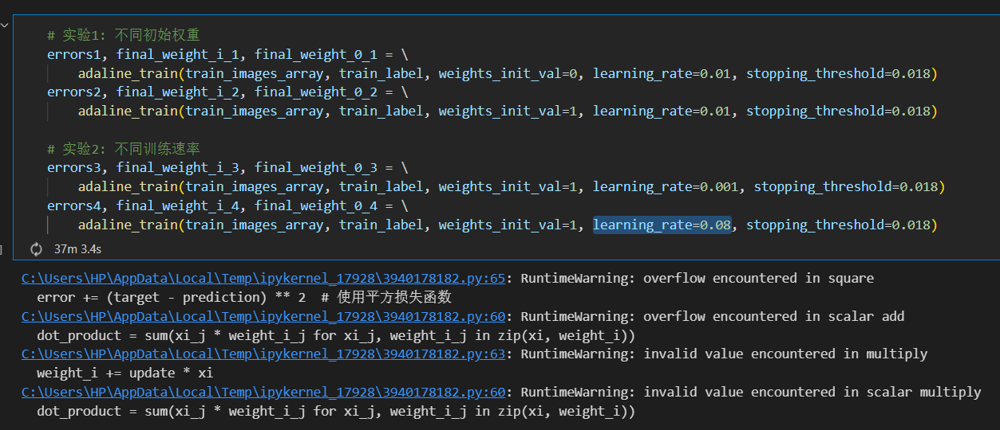 # 实验1: 不同初始权重
errors1, final_weight_i_1, final_weight_0_1 = \
adaline_train(train_images_array, train_label, weights_init_val=0, learning_rate=0.01, stopping_threshold=0.018)
errors2, final_weight_i_2, final_weight_0_2 = \
adaline_train(train_images_array, train_label, weights_init_val=1, learning_rate=0.01, stopping_threshold=0.018)
# 实验2: 不同训练速率
errors3, final_weight_i_3, final_weight_0_3 = \
adaline_train(train_images_array, train_label, weights_init_val=1, learning_rate=0.001, stopping_threshold=0.018)
errors4, final_weight_i_4, final_weight_0_4 = \
adaline_train(train_images_array, train_label, weights_init_val=1, learning_rate=0.08, stopping_threshold=0.018)
37m 3.4s
C:\Users\HP\AppData\Local\Temp\ipykernel_17928\3940178182.py:65: RuntimeWarning: overflow encountered in square
error += (target - prediction) ** 2  # 使用平方损失函数
C:\Users\HP\AppData\Local\Temp\ipykernel_17928\3940178182.py:60: RuntimeWarning: overflow encountered in scalar add
dot_product = sum(xi_j * weight_i_j for xi_j, weight_i_j in zip(xi, weight_i))
C:\Users\HP\AppData\Local\Temp\ipykernel_17928\3940178182.py:63: RuntimeWarning: invalid value encountered in multiply
weight_i += update * xi
C:\Users\HP\AppData\Local\Temp\ipykernel_17928\3940178182.py:60: RuntimeWarning: invalid value encountered in scalar multiply
dot_product = sum(xi_j * weight_i_j for xi_j, weight_i_j in zip(xi, weight_i))